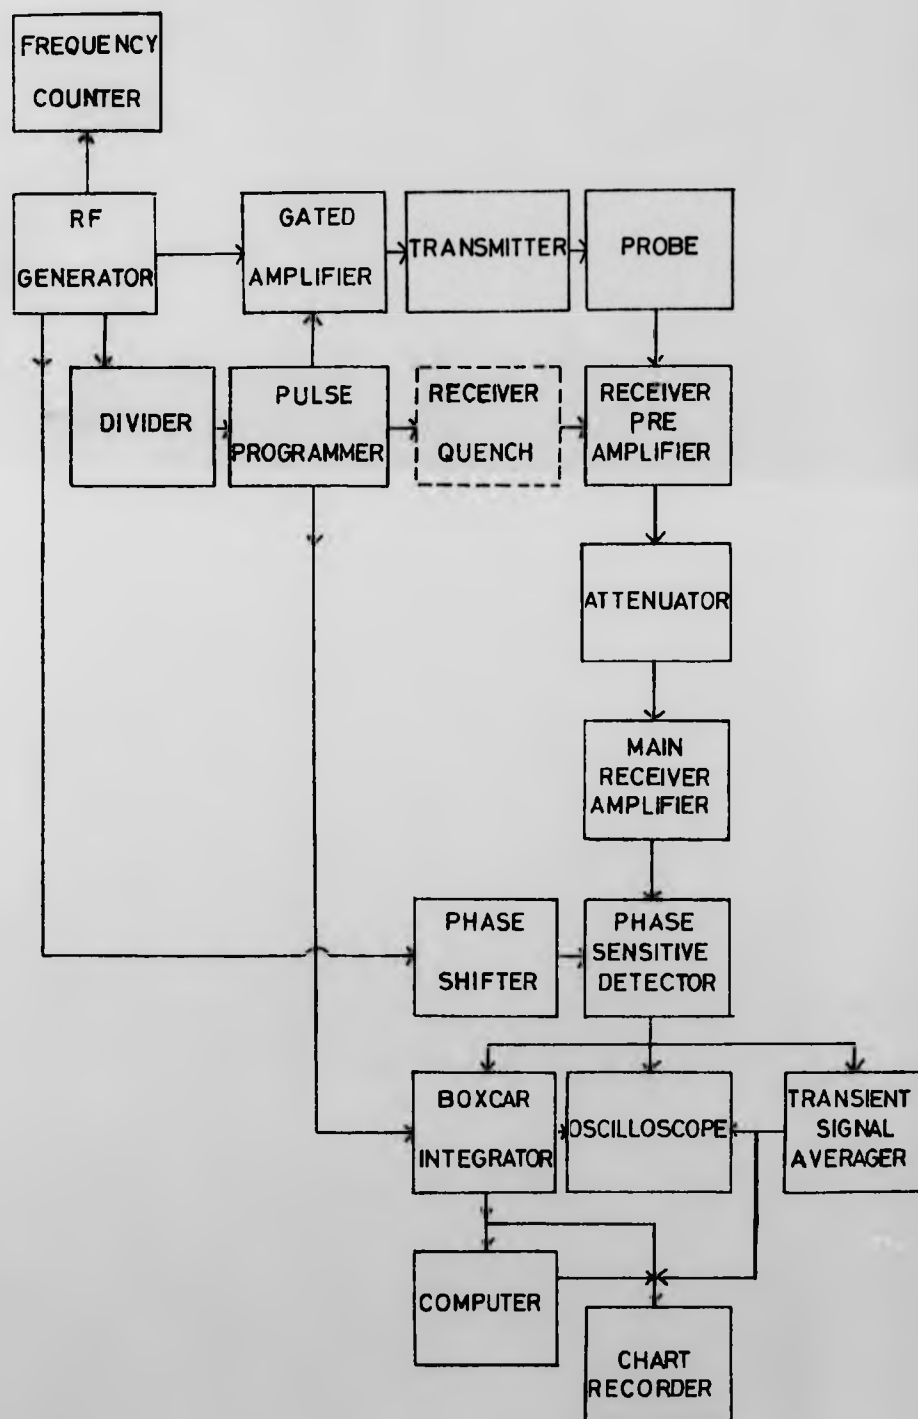 FREQUENCY
COUNTER
RF
GENERATOR
GATED
AMPLIFIER
TRANSMITTER
PROBE
DIVIDER
PULSE
PROGRAMMER
RECEIVER
QUENCH
RECEIVER
PRE
AMPLIFIER
ATTENUATOR
MAIN
RECEIVER
AMPLIFIER
PHASE
SHIFTER
PHASE
SENSITIVE
DETECTOR
BOXCAR
INTEGRATOR
OSCILLOSCOPE
TRANSIENT
SIGNAL
AVERAGER
COMPUTER
CHART
RECORDER